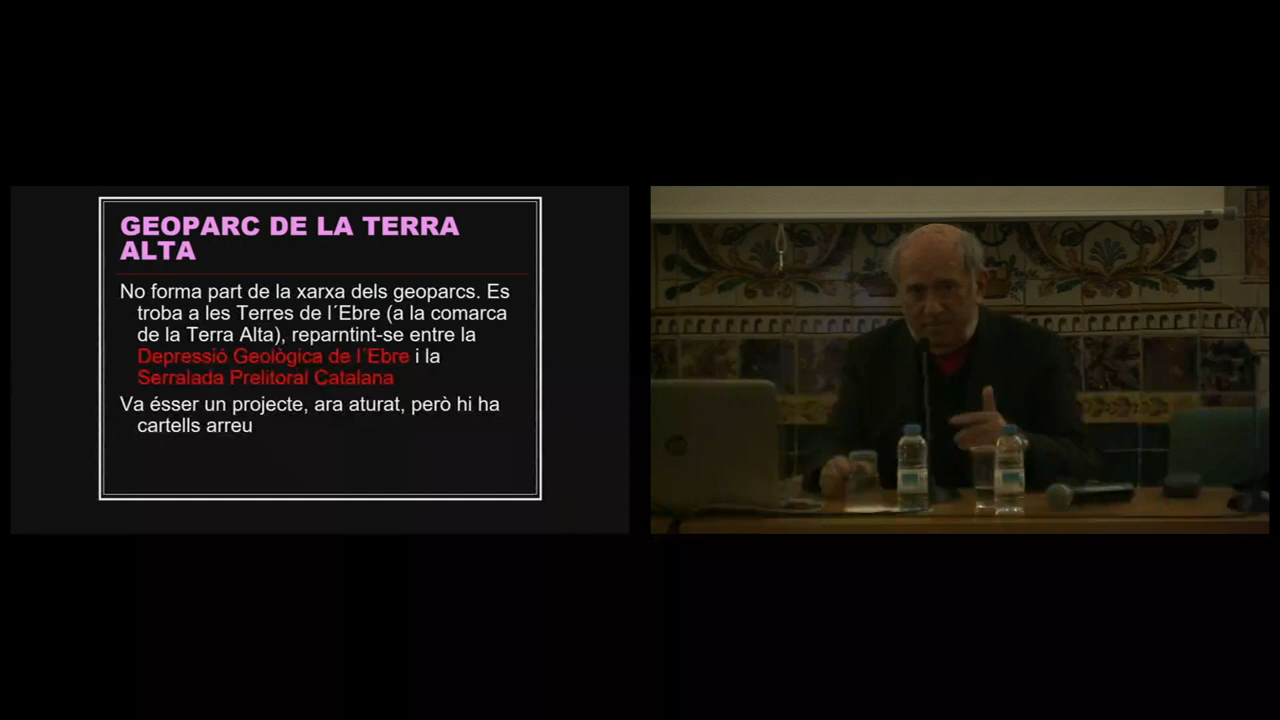 GEOPARC DE LA TERRA
ALTA
No forma part de la xarxa dels geoparcs. Es
troba a les Terres de l´Ebre (a la comarca
de la Terra Alta), reparntint-se entre la
Depressió Geològica de l´Ebre i la
Serralada Prelitoral Catalana
Va ésser un projecte, ara aturat, però hi ha
cartells arreu